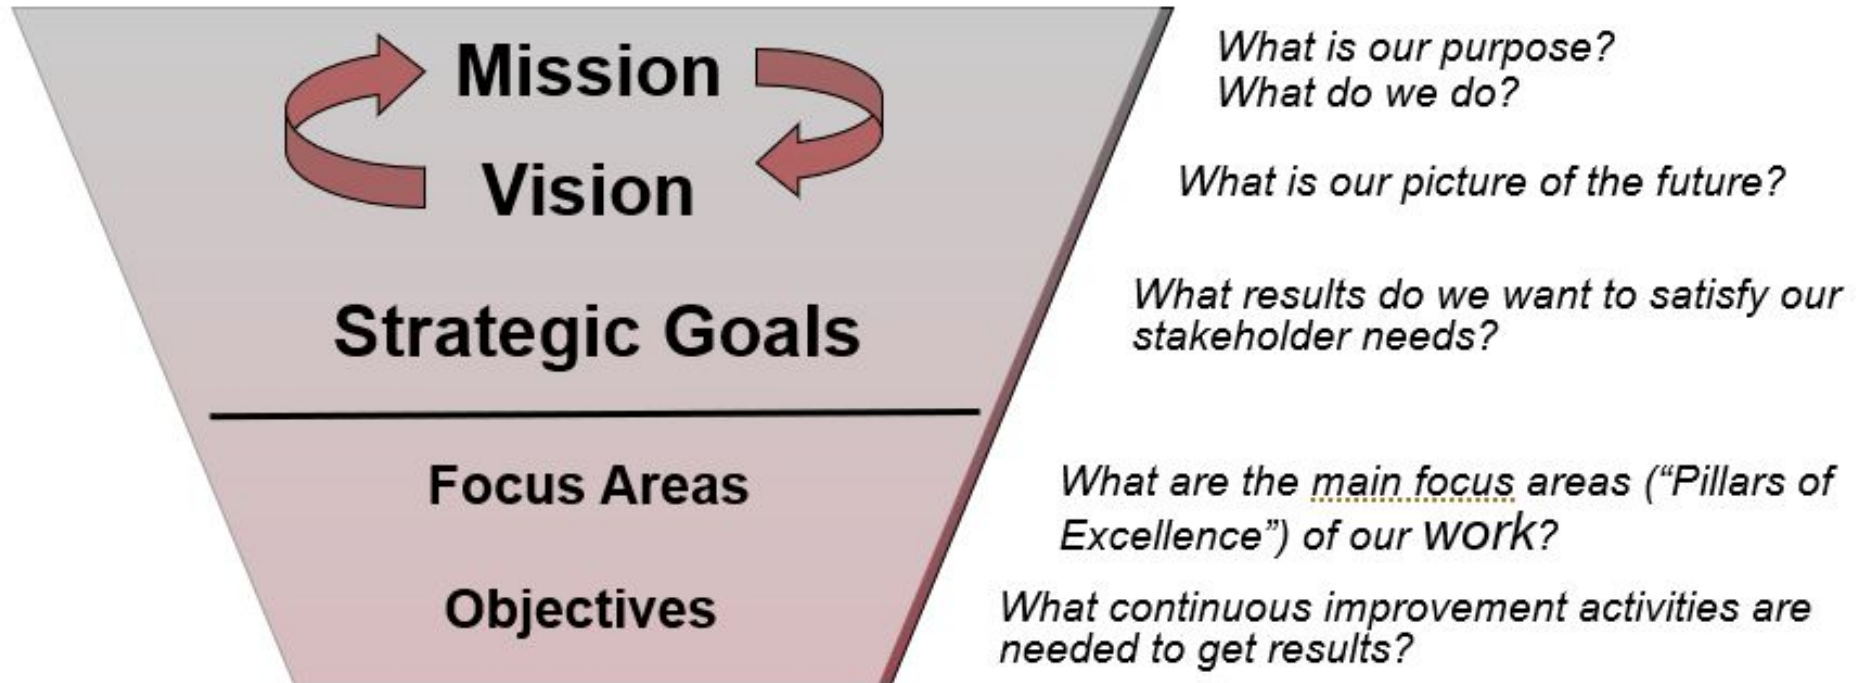 Mission
What is our purpose?
What do we do?
Vision
What is our picture of the future?
Strategic Goals
What results do we want to satisfy our
stakeholder needs?
Focus Areas
What are the main focus areas (“Pillars of
Excellence”) of our work?
Objectives
What continuous improvement activities are
needed to get results?